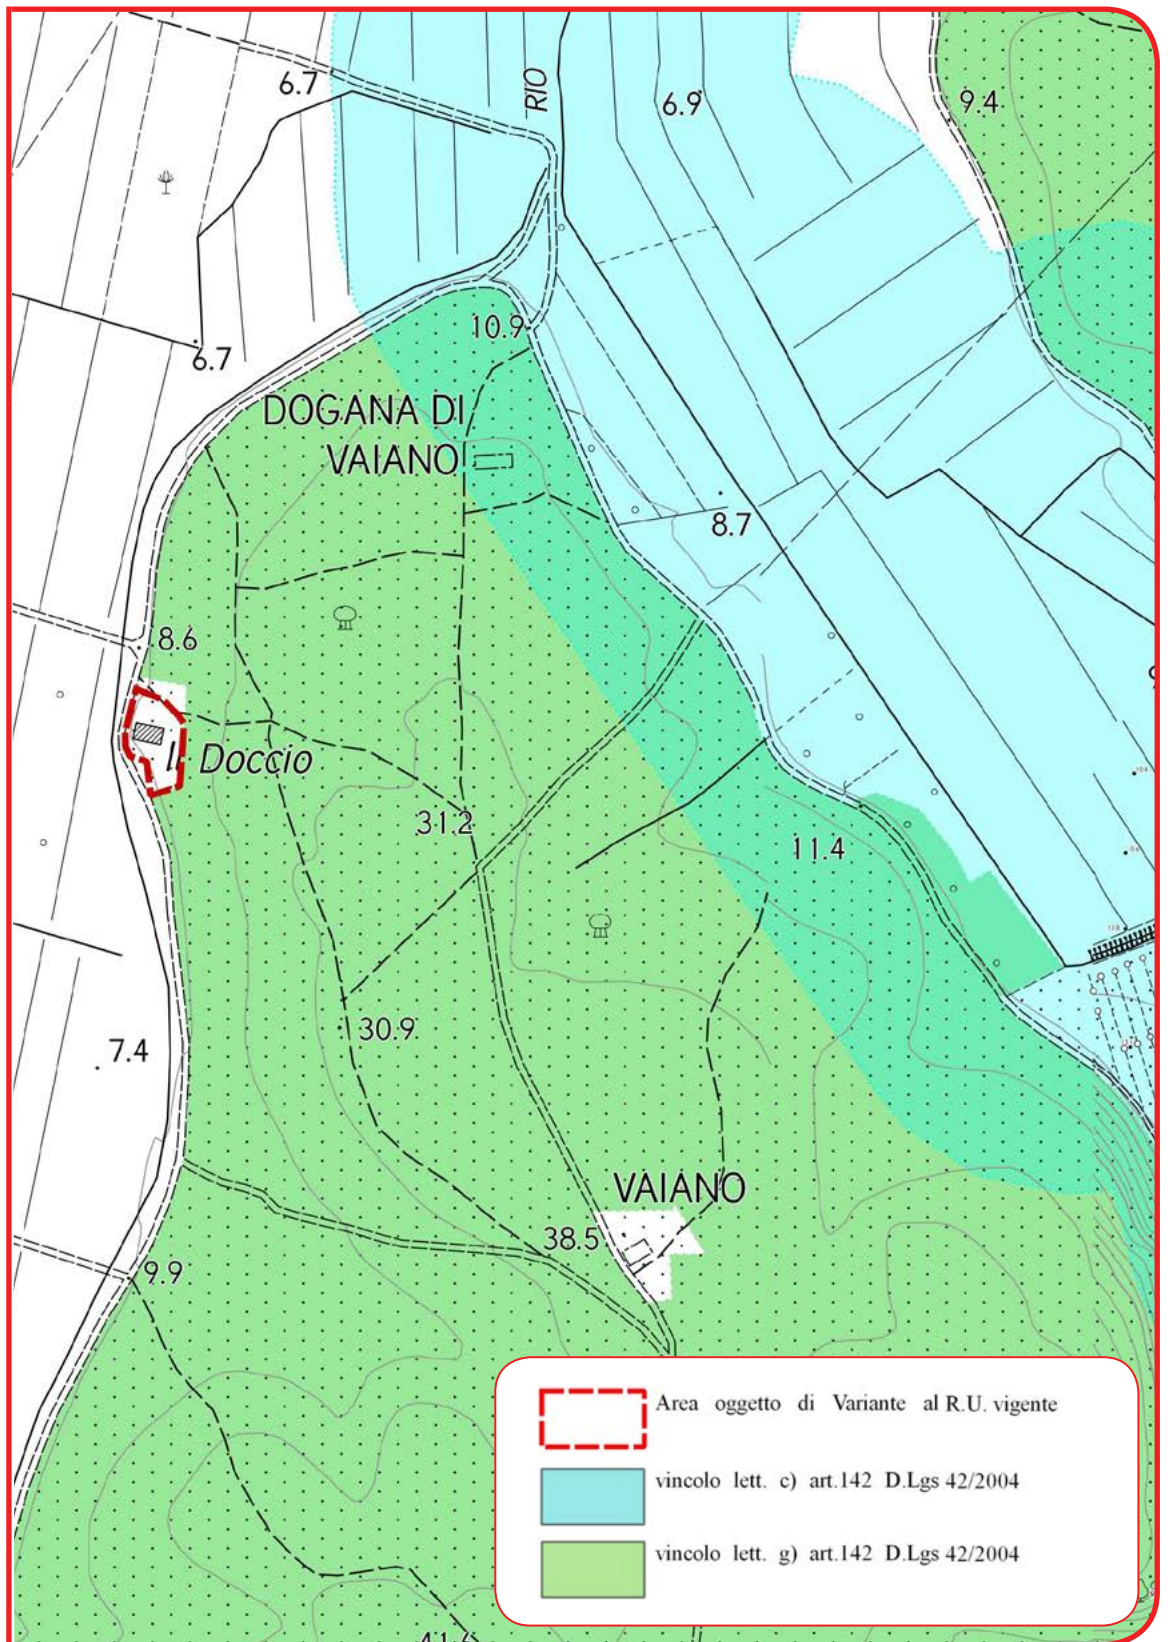 RIO
6.7
6.9
9.4
10.9
6.7
DOGANA DI
VAIANO
8.7
8.6
Il Doccio
31.2
11.4
30.9
7.4
VAIANO
38.5
9.9
Area oggetto di Variante al R.U. vigente
vincolo lett. c) art.142 D.Lgs 42/2004
vincolo lett. g) art.142 D.Lgs 42/2004